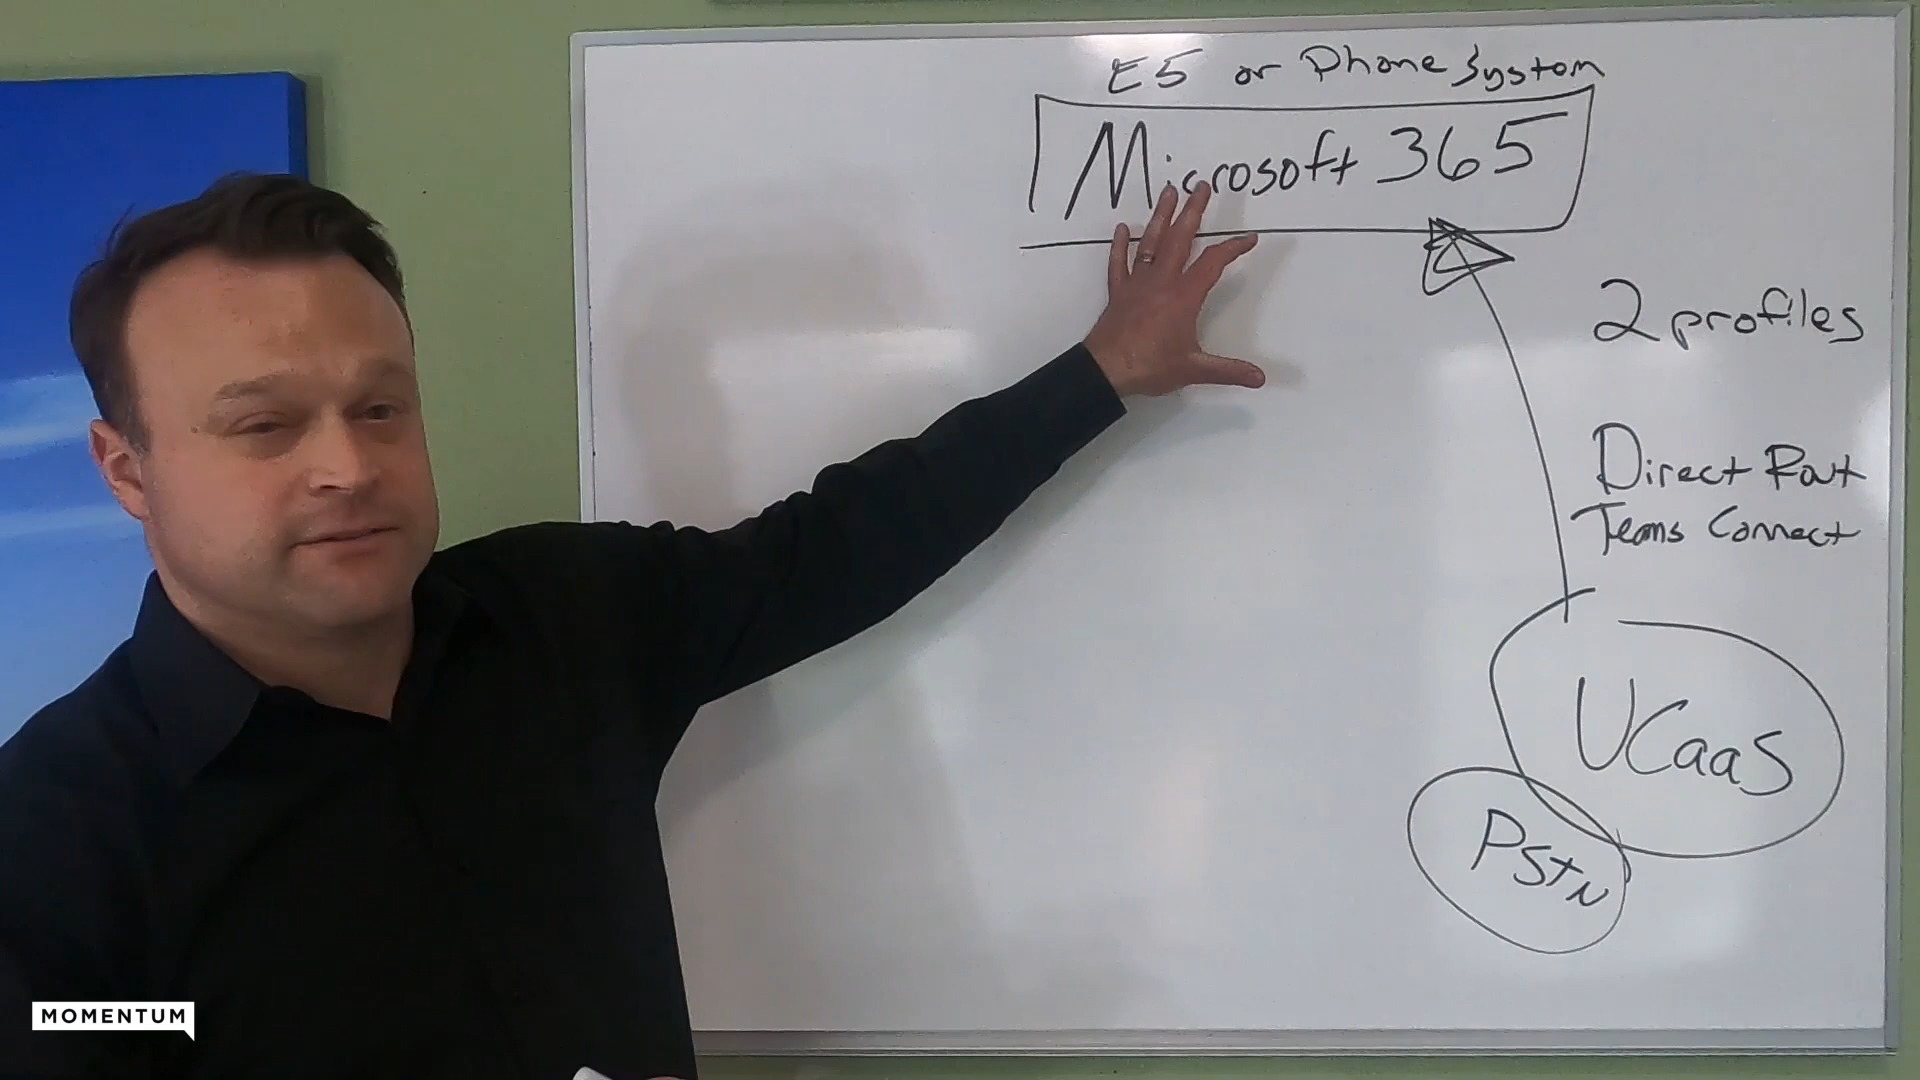 E5 or Phone System
Microsoft 365
2 profiles
Direct Rout
Teams Connect
UCaaS
PSTN
MOMENTUM